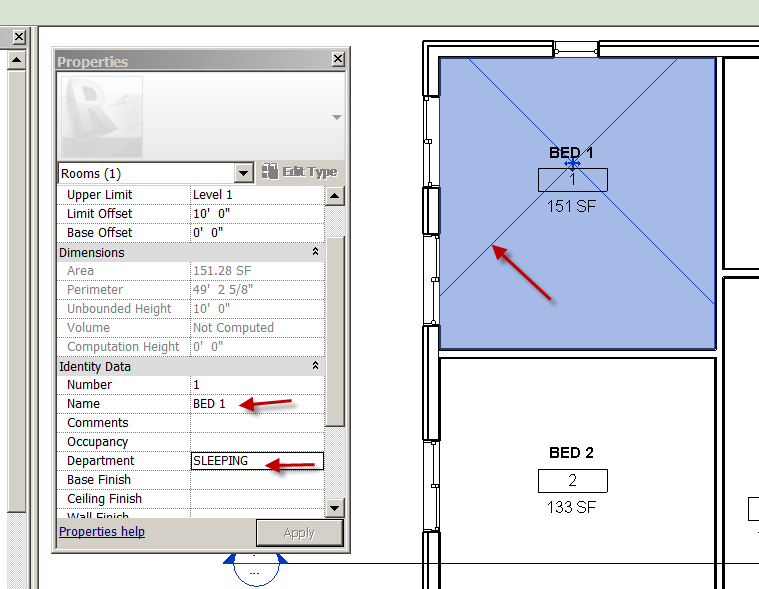 Properties
Rooms (1)
Edit Type
Upper Limit Level 1
Limit Offset 10' 0"
Base Offset 0' 0"
Dimensions
Area 151.28 SF
Perimeter 49' 2 5/8"
Unbounded Height 10' 0"
Volume Not Computed
Computation Height 0' 0"
Identity Data
Number 1
Name BED 1
Comments
Occupancy
Department SLEEPING
Base Finish
Ceiling Finish
Wall Finish
Properties help
Apply
BED 1
1
151 SF
BED 2
2
133 SF
...